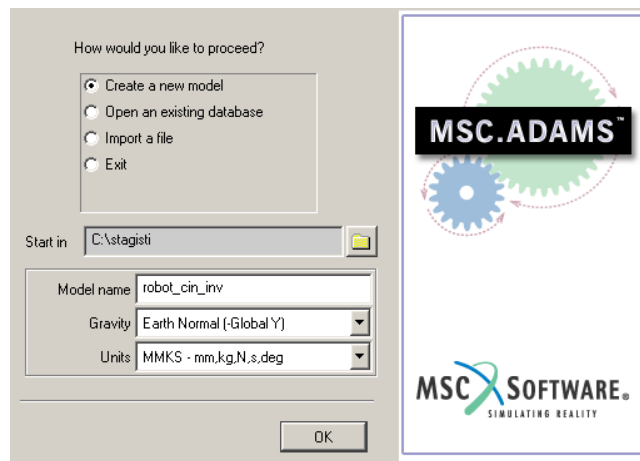 How would you like to proceed?
Create a new model
Open an existing database
Import a file
Exit
Start in C:\stagisti
Model name robot_cin_inv
Gravity Earth Normal (-Global Y)
Units MMKS - mm,kg,N,s,deg
OK
MSC.ADAMS™
MSC SOFTWARE®
SIMULATING REALITY